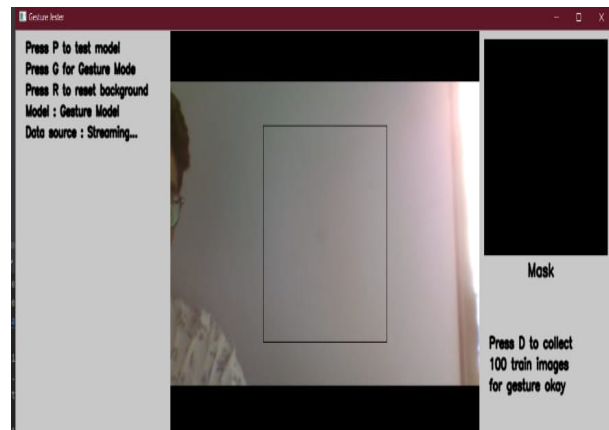 Gesture Tester
Press P to test model
Press G for Gesture Mode
Press R to reset background
Model : Gesture Model
Data source : Streaming...
Mask
Press D to collect
100 train images
for gesture okay